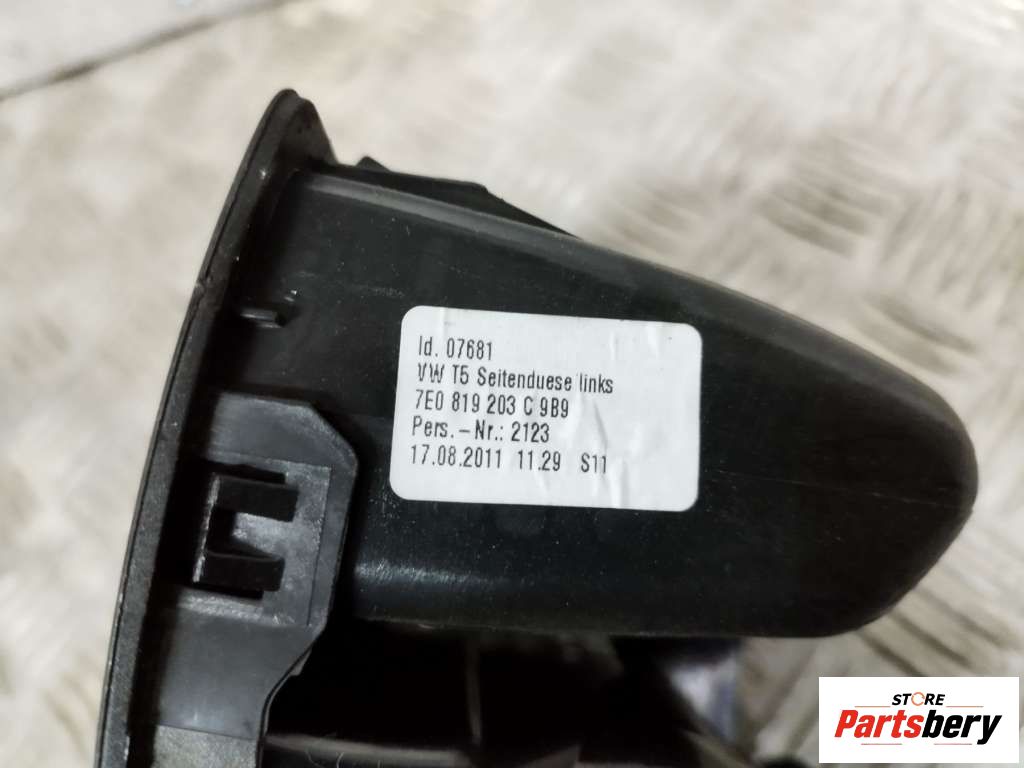 Id. 07681
VW T5 Seitenduese links
7E0 819 203 C 9B9
Pers.-Nr.: 2123
17.08.2011 11.29 S11
STORE
Partsbery